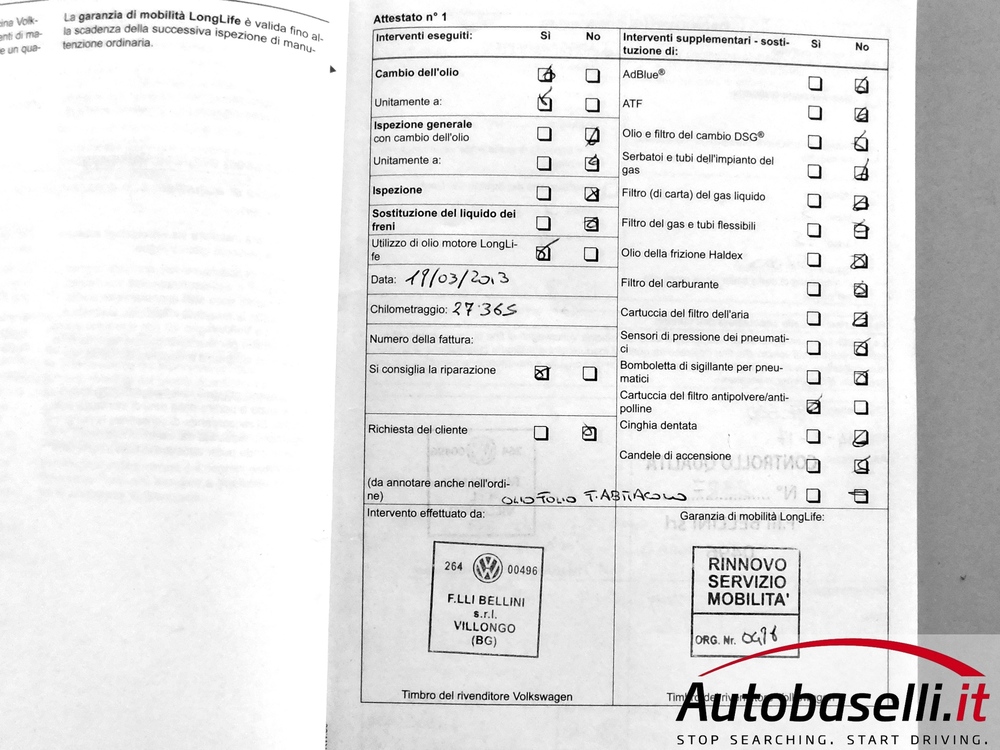 ina Volk-
enti di ma-
e un qua-
La garanzia di mobilità LongLife è valida fino al-
la scadenza della successiva ispezione di manu-
tenzione ordinaria.
Attestato n° 1
Interventi eseguiti: Sì No
Cambio dell'olio
Unitamente a:
Ispezione generale
con cambio dell'olio
Unitamente a:
Ispezione
Sostituzione del liquido dei
freni
Utilizzo di olio motore LongLi-
fe
Data: 19/03/2013
Chilometraggio: 27365
Numero della fattura:
Si consiglia la riparazione
Richiesta del cliente
(da annotare anche nell'ordi-
ne)
Interventi supplementari - sosti-
tuzione di: Sì No
AdBlue®
ATF
Olio e filtro del cambio DSG®
Serbatoi e tubi dell'impianto del
gas
Filtro (di carta) del gas liquido
Filtro del gas e tubi flessibili
Olio della frizione Haldex
Filtro del carburante
Cartuccia del filtro dell'aria
Sensori di pressione dei pneumati-
ci
Bomboletta di sigillante per pneu-
matici
Cartuccia del filtro antipolvere/anti-
polline
Cinghia dentata
Candele di accensione
Intervento effettuato da:
264 00496
F.LLI BELLINI
s.r.l.
VILLONGO
(BG)
Timbro del rivenditore Volkswagen
Garanzia di mobilità LongLife:
RINNOVO
SERVIZIO
MOBILITA'
ORG. Nr. 0496
Autobaselli.it
STOP SEARCHING. START DRIVING.